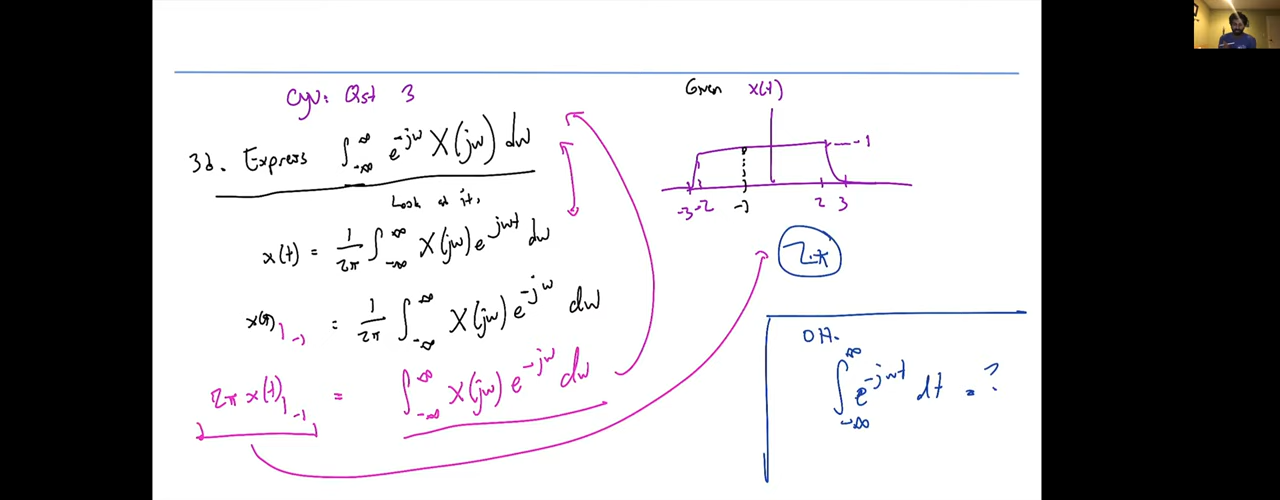 Qst 3
3d. Express ∫_{-∞}^{∞} e^{-jω} X(jω) dω
Look at it,
x(t) = 1/2π ∫_{-∞}^{∞} X(jω) e^{jωt} dω
x(t)|_{-1} = 1/2π ∫_{-∞}^{∞} X(jω) e^{-jω} dω
2π x(t)|_{-1} = ∫_{-∞}^{∞} X(jω) e^{-jω} dω
Given x(t)
1
-3 -2 -1 2 3
2π
OH.
∫_{-∞}^{∞} e^{-jωt} dt = ?